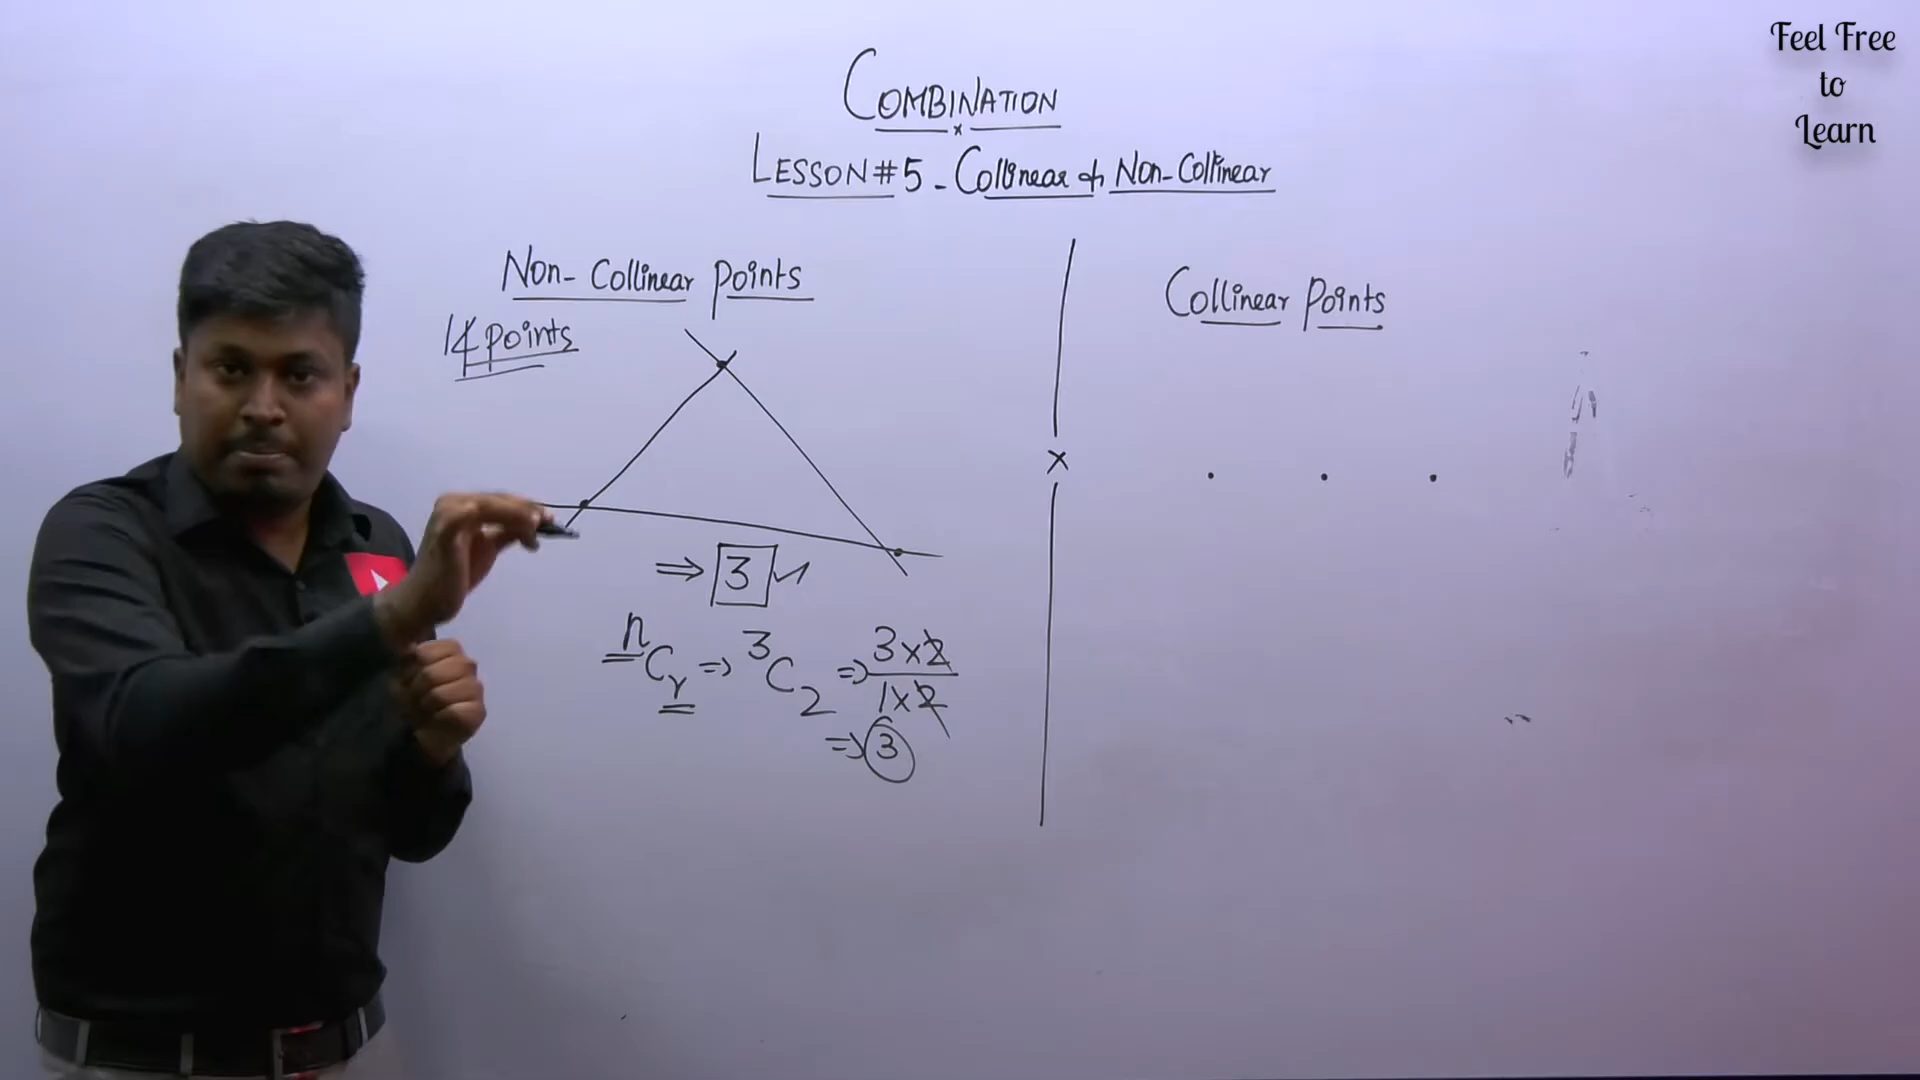 Feel Free
to
Learn
COMBINATION
LESSON#5 - Collinear & Non-Collinear
Non-Collinear Points
14 points
⇒ 3 ✓
nCr ⇒ 3C2 ⇒ 3×2/1×2
⇒ 3
Collinear Points